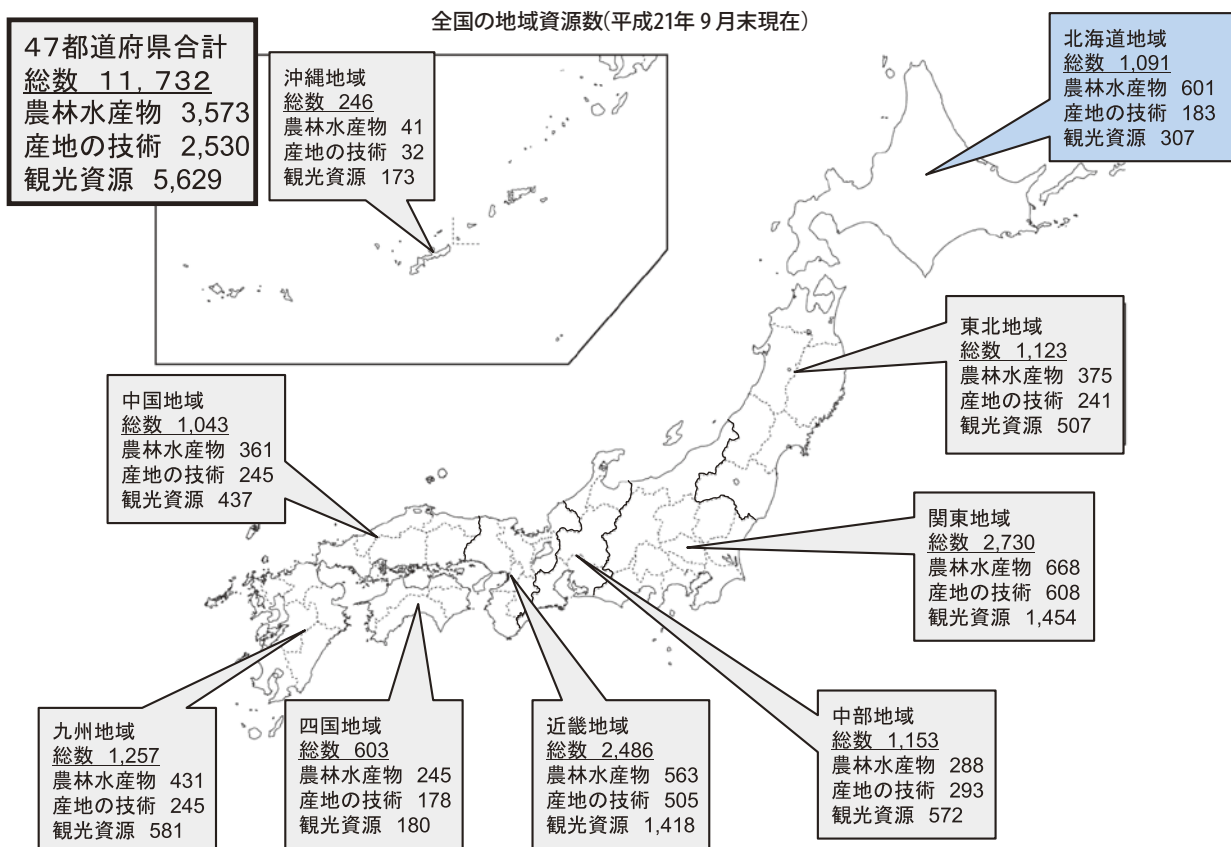 全国の地域資源数(平成21年9月末現在)
47都道府県合計
総数 11,732
農林水産物 3,573
産地の技術 2,530
観光資源 5,629
沖縄地域
総数 246
農林水産物 41
産地の技術 32
観光資源 173
北海道地域
総数 1,091
農林水産物 601
産地の技術 183
観光資源 307
東北地域
総数 1,123
農林水産物 375
産地の技術 241
観光資源 507
中国地域
総数 1,043
農林水産物 361
産地の技術 245
観光資源 437
関東地域
総数 2,730
農林水産物 668
産地の技術 608
観光資源 1,454
九州地域
総数 1,257
農林水産物 431
産地の技術 245
観光資源 581
四国地域
総数 603
農林水産物 245
産地の技術 178
観光資源 180
近畿地域
総数 2,486
農林水産物 563
産地の技術 505
観光資源 1,418
中部地域
総数 1,153
農林水産物 288
産地の技術 293
観光資源 572